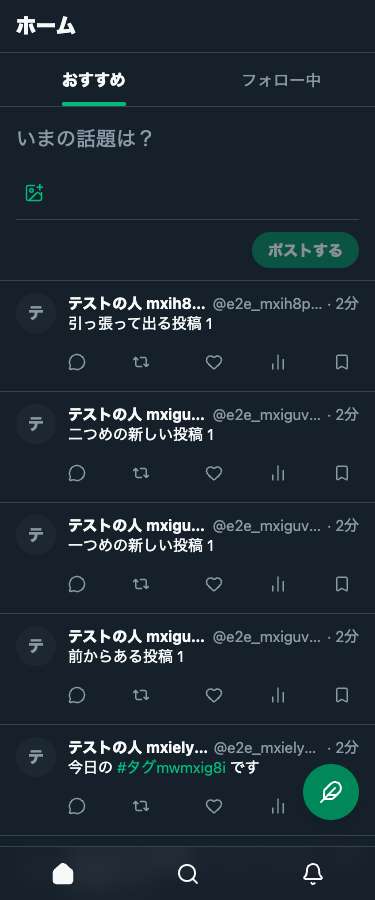 ホーム
おすすめ フォロー中
いまの話題は？
ポストする
テ テストの人 mxih8... @e2e_mxih8p... · 2分
引っ張って出る投稿 1
テ テストの人 mxigu... @e2e_mxiguv... · 2分
二つめの新しい投稿 1
テ テストの人 mxigu... @e2e_mxiguv... · 2分
一つめの新しい投稿 1
テ テストの人 mxigu... @e2e_mxiguv... · 2分
前からある投稿 1
テ テストの人 mxiely... @e2e_mxiely... · 2分
今日の #タグmwmxig8i です